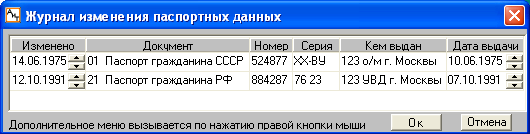 Журнал изменения паспортных данных
Изменено Документ Номер Серия Кем выдан Дата выдачи
14.06.1975 01 Паспорт гражданина СССР 524877 XX-ВУ 123 о/м г. Москвы 10.06.1975
12.10.1991 21 Паспорт гражданина РФ 884287 76 23 123 УВД г. Москвы 07.10.1991
Дополнительное меню вызывается по нажатию правой кнопки мыши Ок Отмена